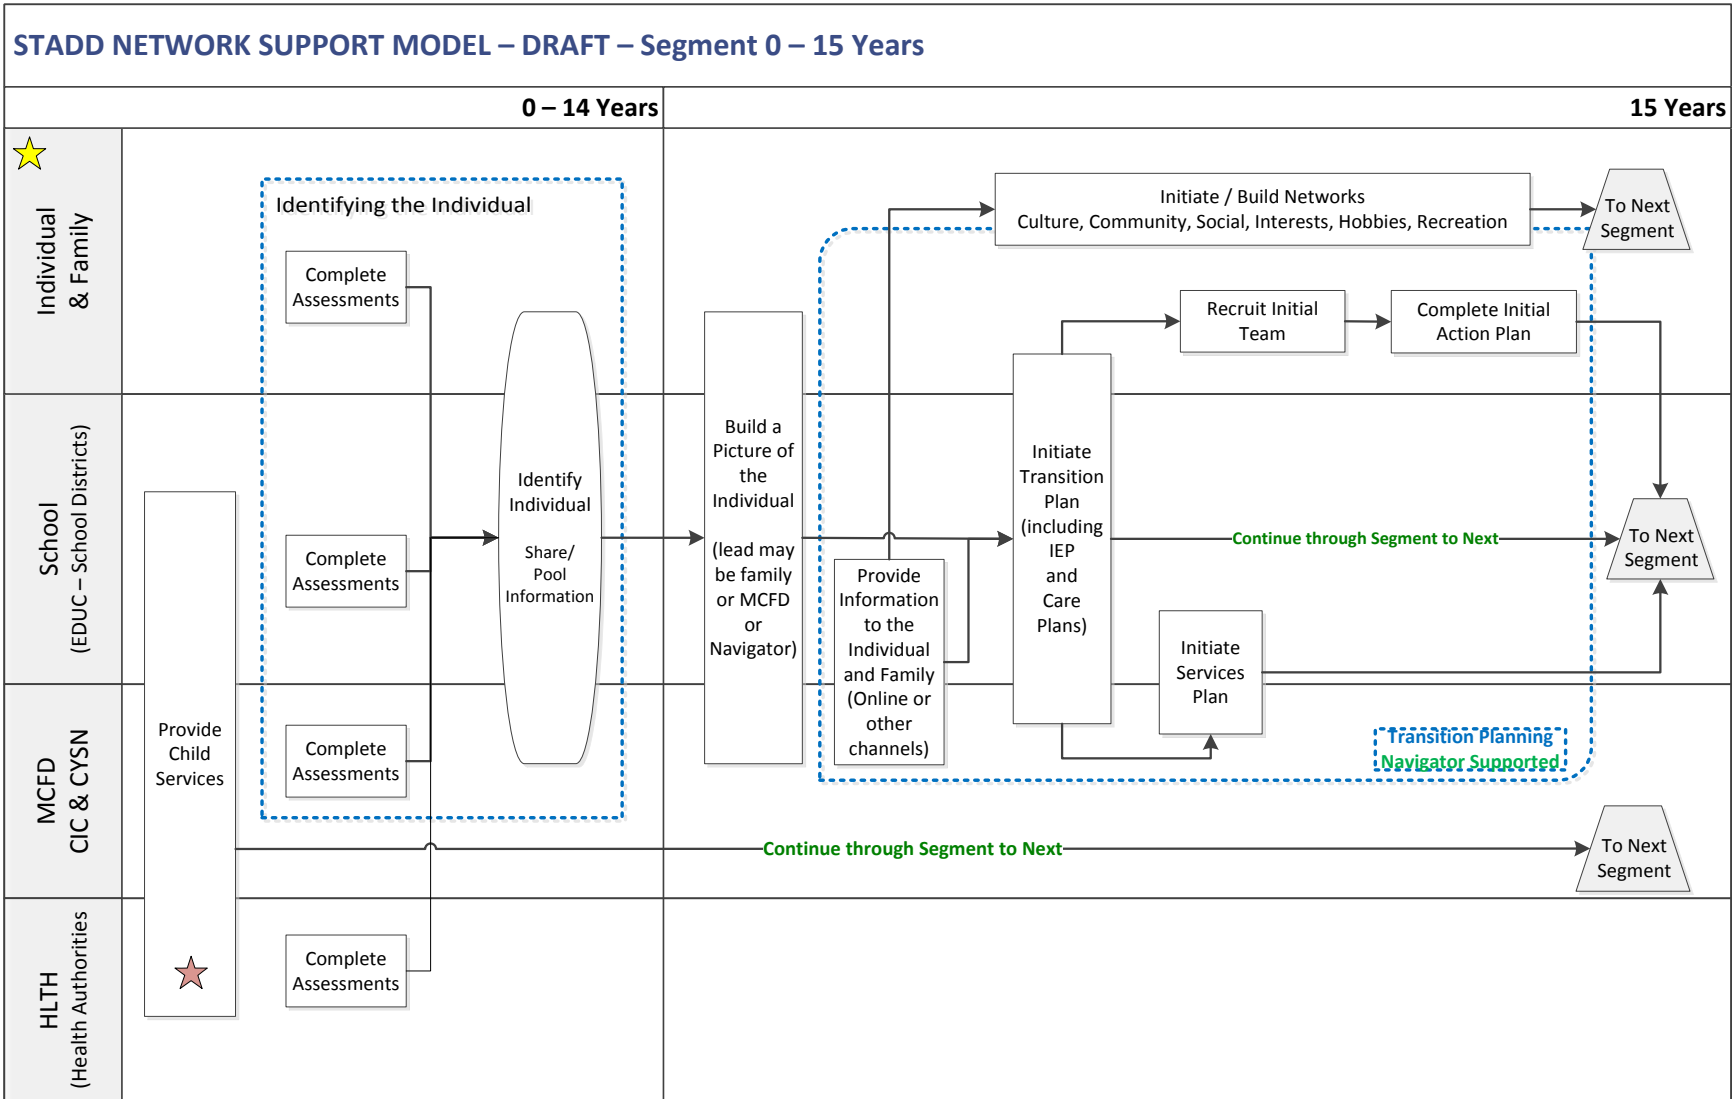 STADD NETWORK SUPPORT MODEL – DRAFT – Segment 0 – 15 Years
0 – 14 Years
15 Years
Individual
& Family
Identifying the Individual
Complete
Assessments
Initiate / Build Networks
Culture, Community, Social, Interests, Hobbies, Recreation
To Next
Segment
Recruit Initial
Team
Complete Initial
Action Plan
School
(EDUC – School Districts)
Complete
Assessments
Identify
Individual
Share/
Pool
Information
Build a
Picture of
the
Individual
(lead may
be family
or MCFD
or
Navigator)
Provide
Information
to the
Individual
and Family
(Online or
other
channels)
Initiate
Transition
Plan
(including
IEP
and
Care
Plans)
Continue through Segment to Next
To Next
Segment
Initiate
Services
Plan
MCFD
CIC & CYSN
Provide
Child
Services
Complete
Assessments
Transition Planning
Navigator Supported
Continue through Segment to Next
To Next
Segment
HLTH
(Health Authorities)
Complete
Assessments